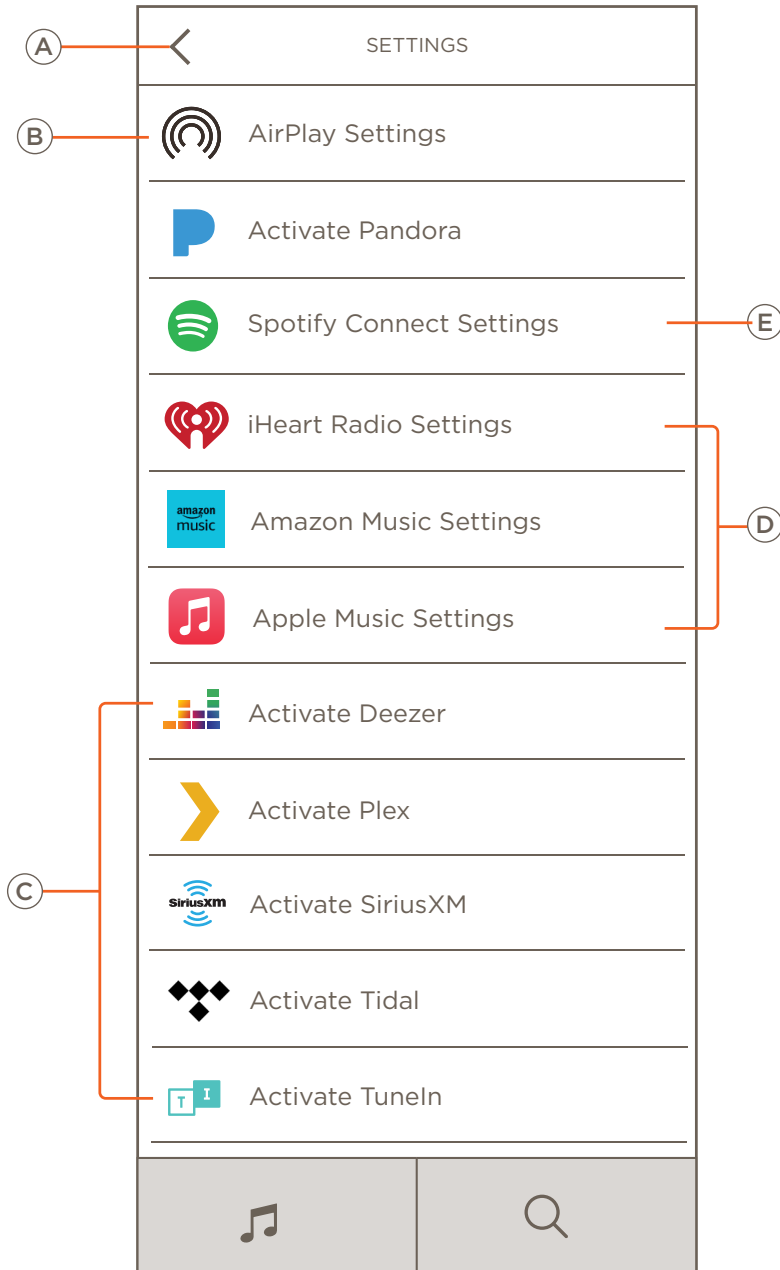 A
SETTINGS
B
AirPlay Settings
Activate Pandora
Spotify Connect Settings
E
iHeart Radio Settings
amazon
music
Amazon Music Settings
D
Apple Music Settings
Activate Deezer
Activate Plex
C
SiriusXM
Activate SiriusXM
Activate Tidal
T I
Activate TuneIn